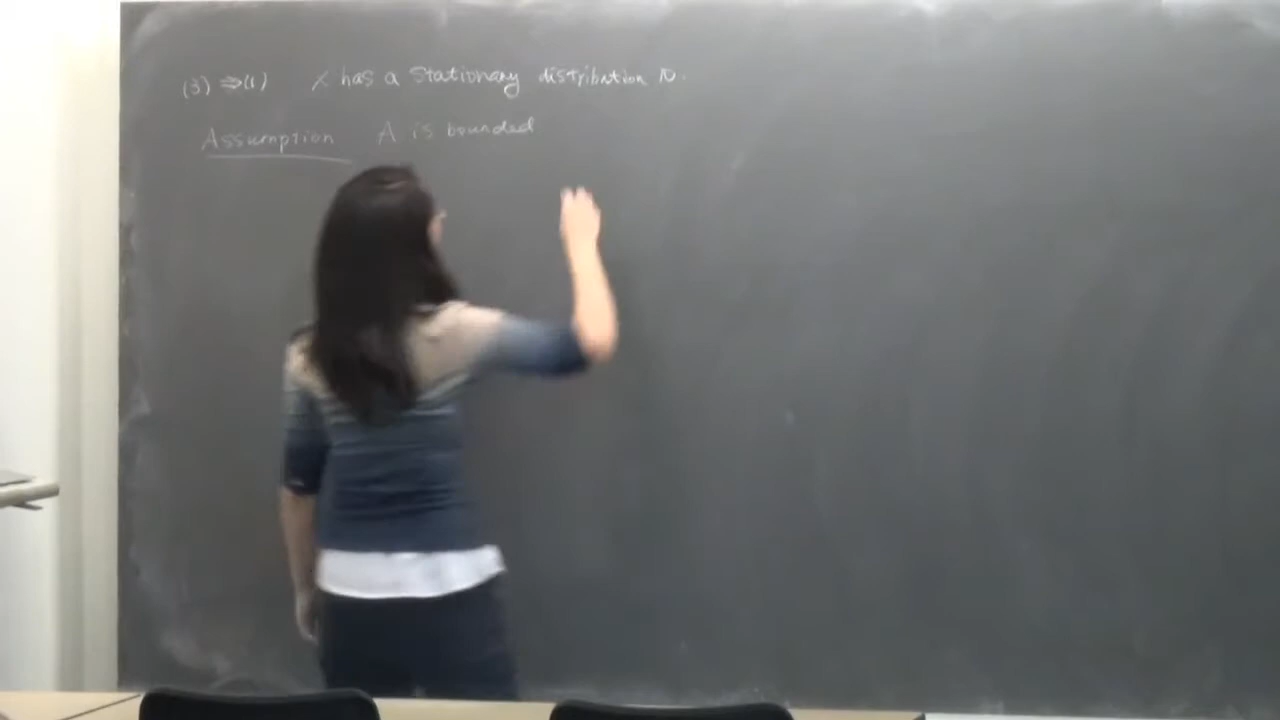 (3) ⇒ (1) X has a Stationary distribution π.
Assumption A is bounded